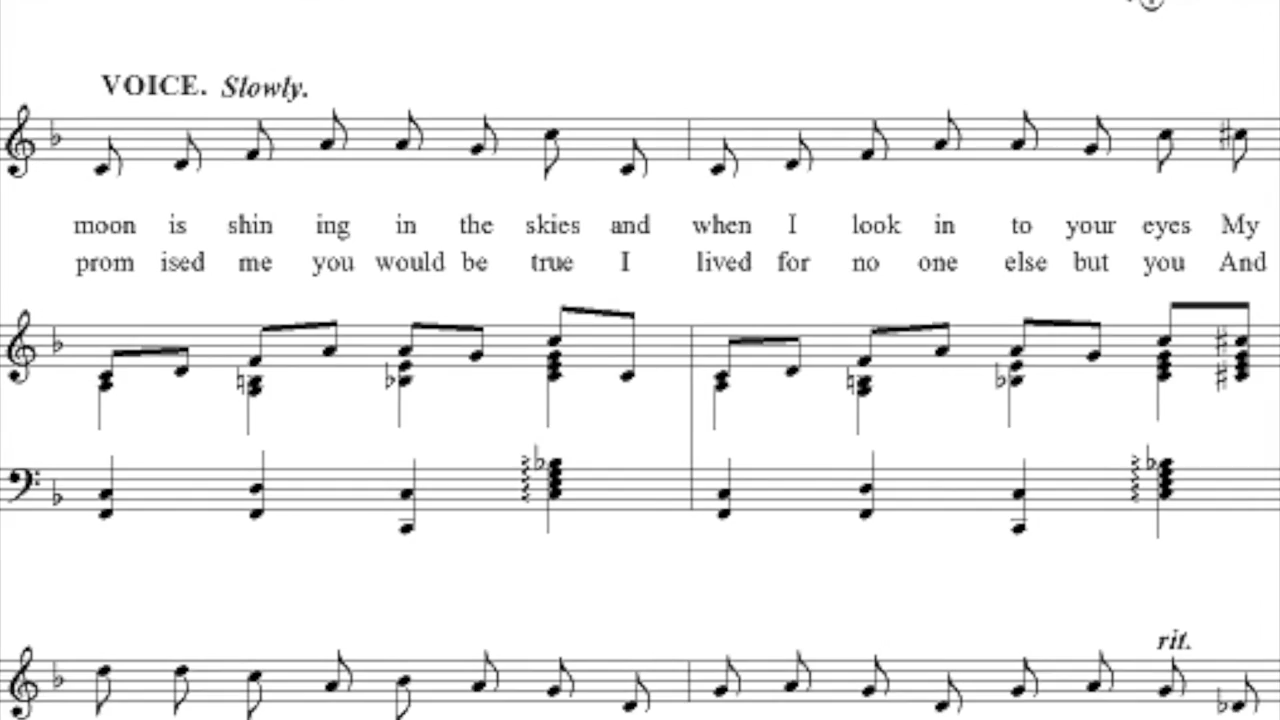 VOICE. Slowly.
moon is shin ing in the skies and when I look in to your eyes My
prom ised me you would be true I lived for no one else but you And
rit.